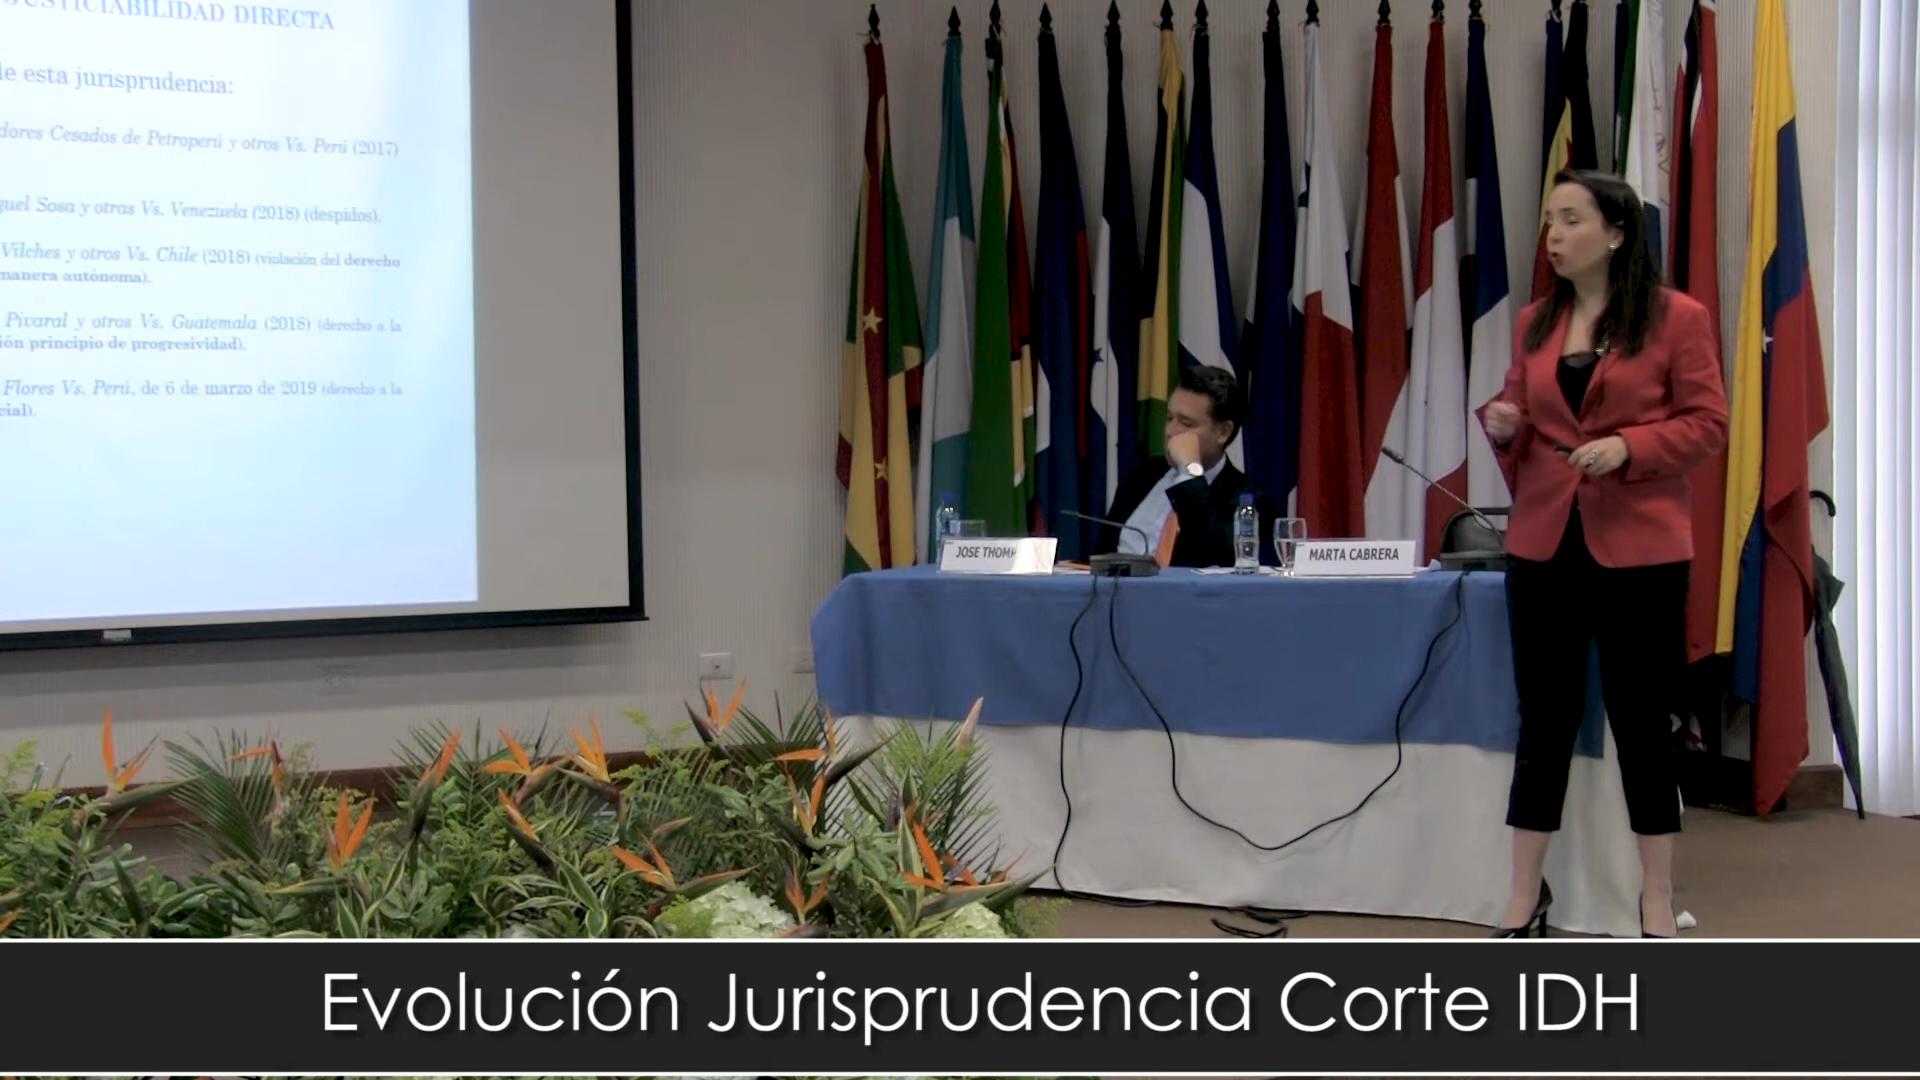 JUSTICIABILIDAD DIRECTA
de esta jurisprudencia:
dores Cesados de Petroperú y otros Vs. Perú (2017)
guel Sosa y otras Vs. Venezuela (2018) (despidos).
Vilches y otros Vs. Chile (2018) (violación del derecho
manera autónoma).
Pivaral y otros Vs. Guatemala (2018) (derecho a la
ión principio de progresividad).
Flores Vs. Perú, de 6 de marzo de 2019 (derecho a la
cial).
JOSE THOMP
MARTA CABRERA
Evolución Jurisprudencia Corte IDH